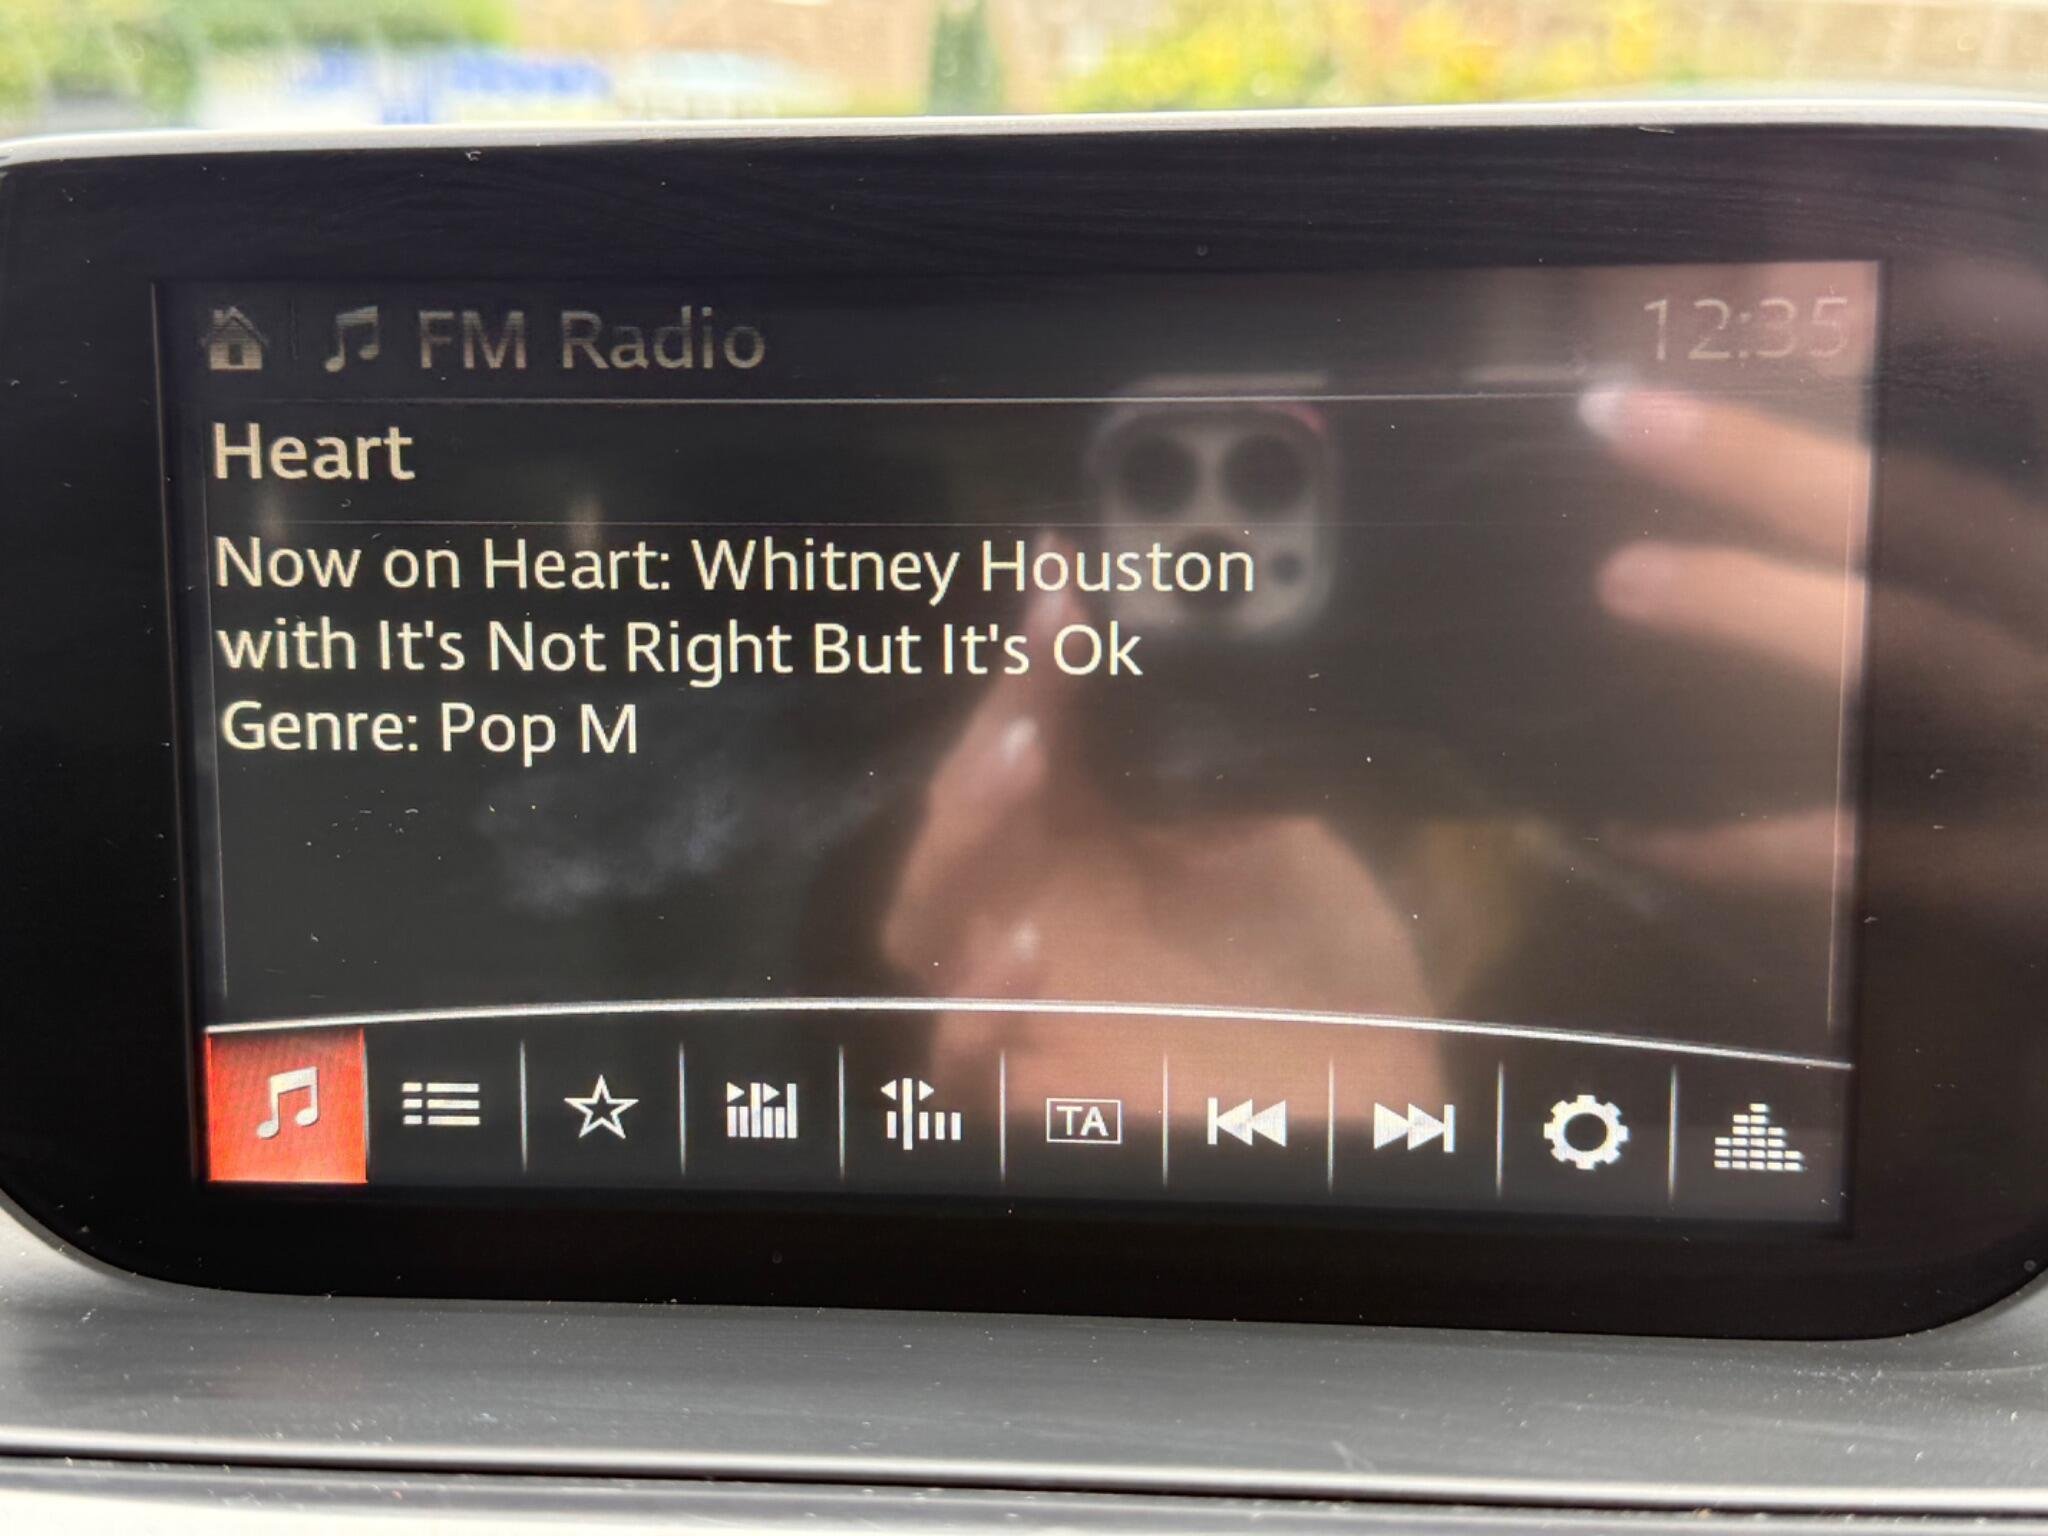 FM Radio
12:35
Heart
Now on Heart: Whitney Houston
with It's Not Right But It's Ok
Genre: Pop M
TA